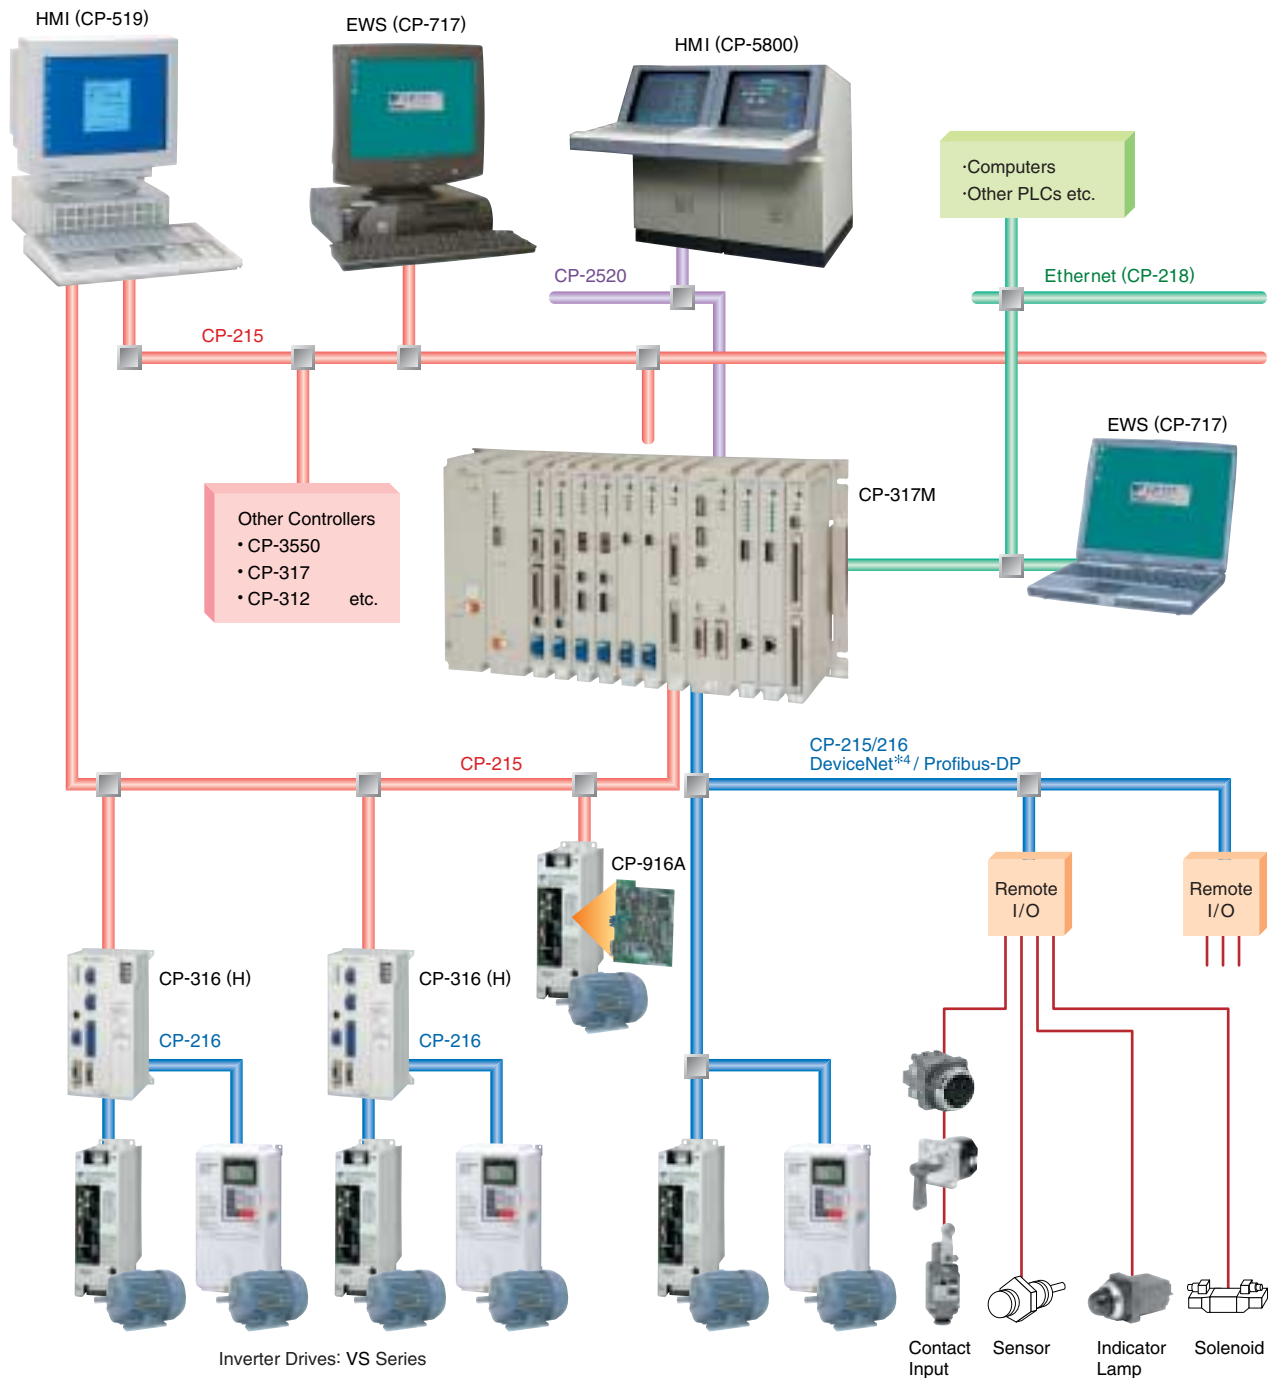 HMI (CP-519)
EWS (CP-717)
HMI (CP-5800)
·Computers
·Other PLCs etc.
CP-2520
Ethernet (CP-218)
CP-215
EWS (CP-717)
CP-317M
Other Controllers
• CP-3550
• CP-317
• CP-312 etc.
CP-215/216
DeviceNet*4 / Profibus-DP
CP-215
CP-916A
Remote
I/O
Remote
I/O
CP-316 (H)
CP-316 (H)
CP-216
CP-216
Contact
Input
Sensor
Indicator
Lamp
Solenoid
Inverter Drives: VS Series